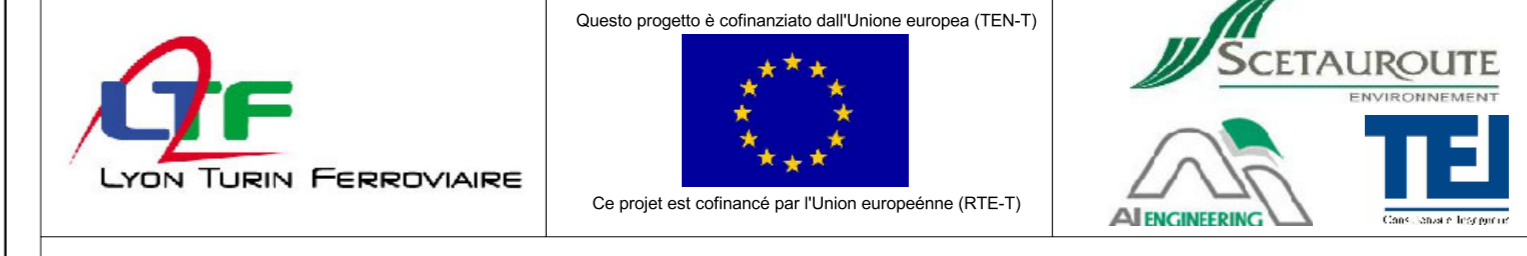 LTF
LYON TURIN FERROVIAIRE
Questo progetto è cofinanziato dall'Unione europea (TEN-T)
Ce projet est cofinancé par l'Union europeénne (RTE-T)
SCETAUROUTE
ENVIRONNEMENT
AI ENGINEERING
TEI